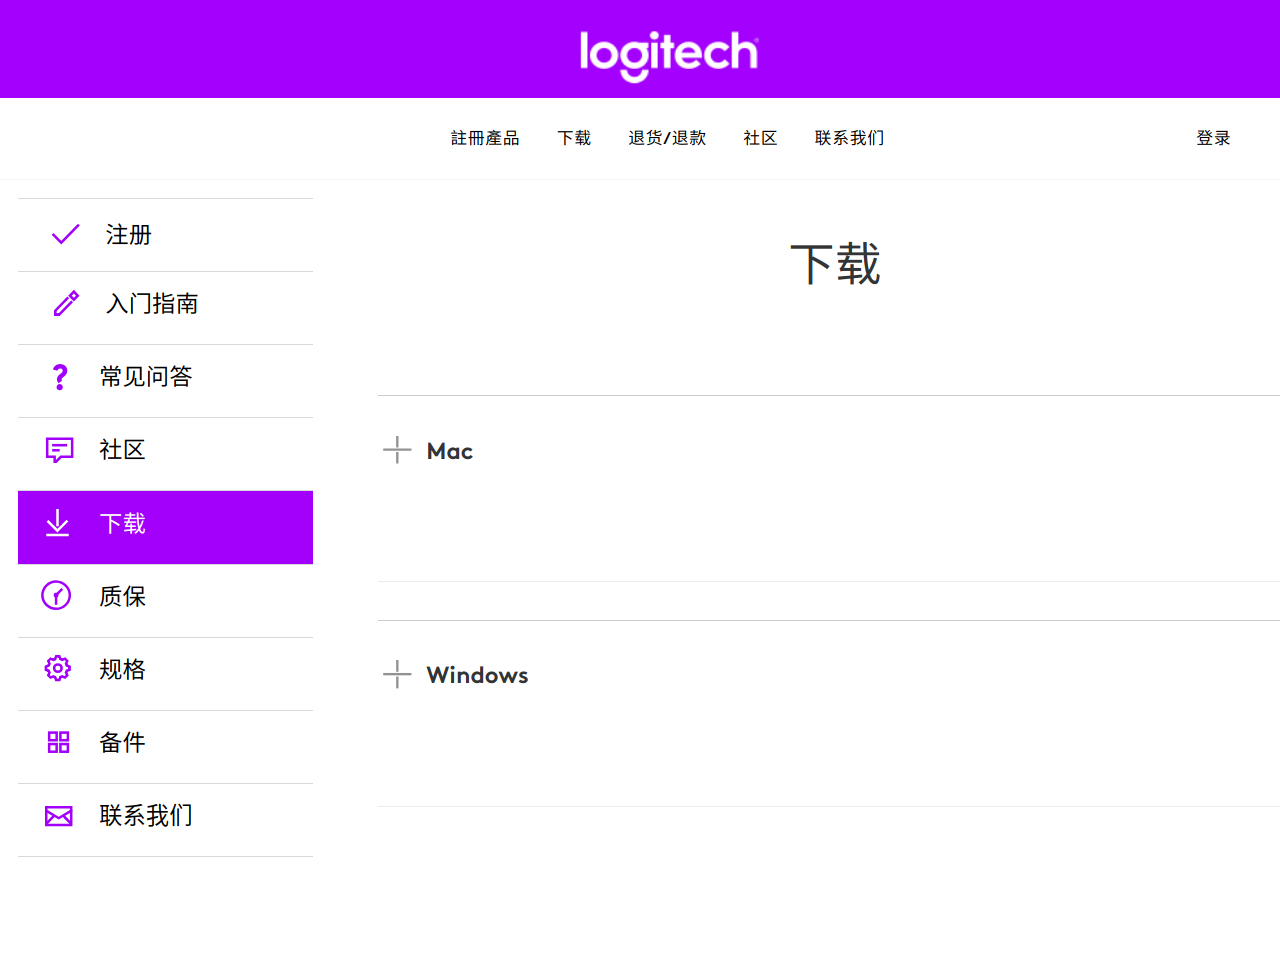 logitech
註冊產品 下载 退货/退款 社区 联系我们 登录
注册
入门指南
常见问答
社区
下载
质保
规格
备件
联系我们
下载
Mac
Windows